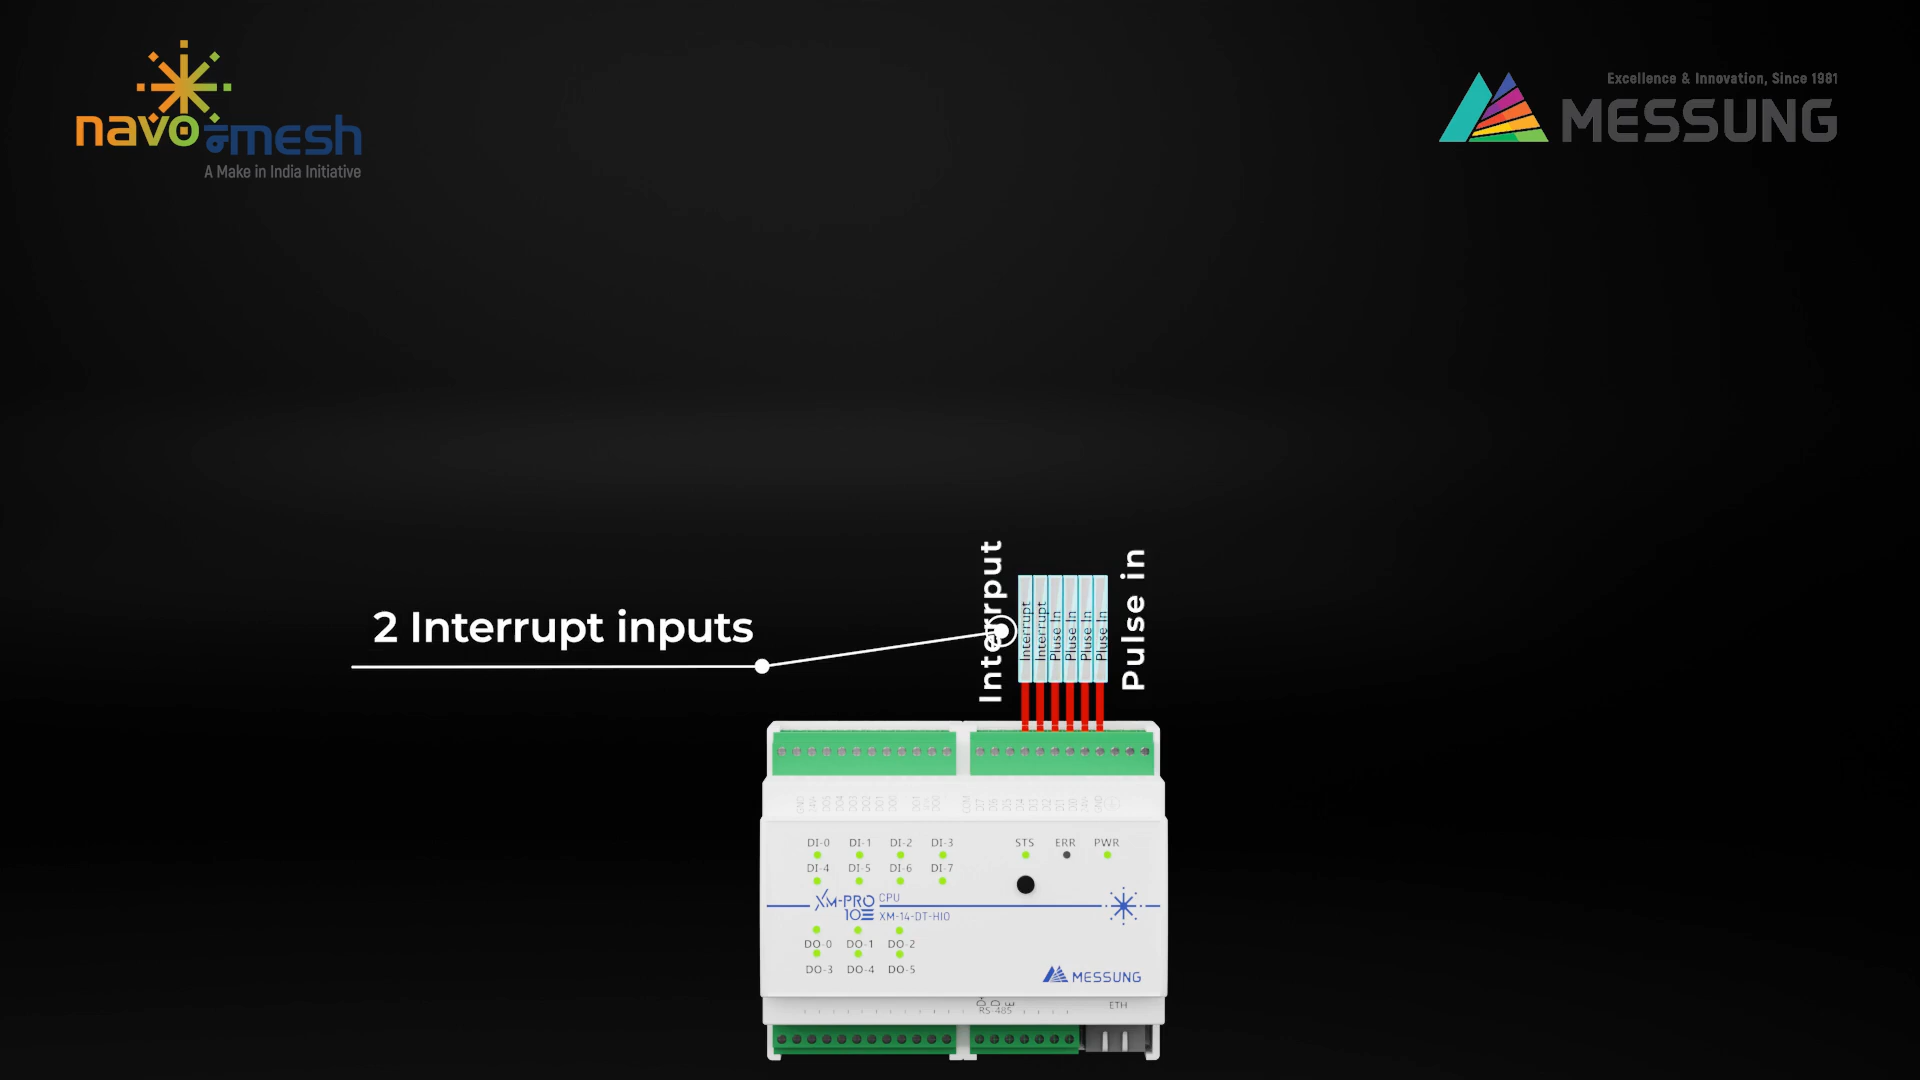 navo mesh
A Make in India Initiative
Excellence & Innovation, Since 1981
MESSUNG
2 Interrupt inputs
Interrput
Interrupt
Interrupt
Pluse In
Pluse In
Pluse In
Pluse In
Pulse in
DI-0 DI-1 DI-2 DI-3
STS ERR PWR
DI-4 DI-5 DI-6 DI-7
XM-PRO CPU
10E XM-14-DT-HIO
DO-0 DO-1 DO-2
DO-3 DO-4 DO-5
MESSUNG
RS-485
ETH